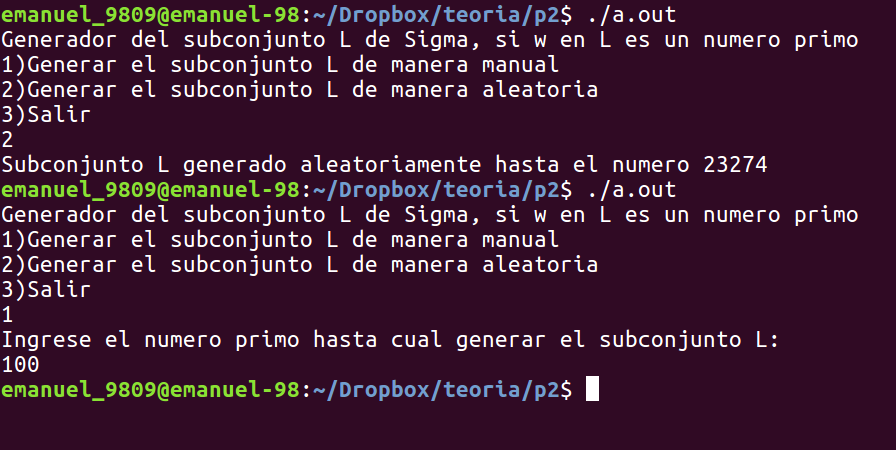 emanuel_9809@emanuel-98:~/Dropbox/teoria/p2$ ./a.out
Generador del subconjunto L de Sigma, si w en L es un numero primo
1)Generar el subconjunto L de manera manual
2)Generar el subconjunto L de manera aleatoria
3)Salir
2
Subconjunto L generado aleatoriamente hasta el numero 23274
emanuel_9809@emanuel-98:~/Dropbox/teoria/p2$ ./a.out
Generador del subconjunto L de Sigma, si w en L es un numero primo
1)Generar el subconjunto L de manera manual
2)Generar el subconjunto L de manera aleatoria
3)Salir
1
Ingrese el numero primo hasta cual generar el subconjunto L:
100
emanuel_9809@emanuel-98:~/Dropbox/teoria/p2$